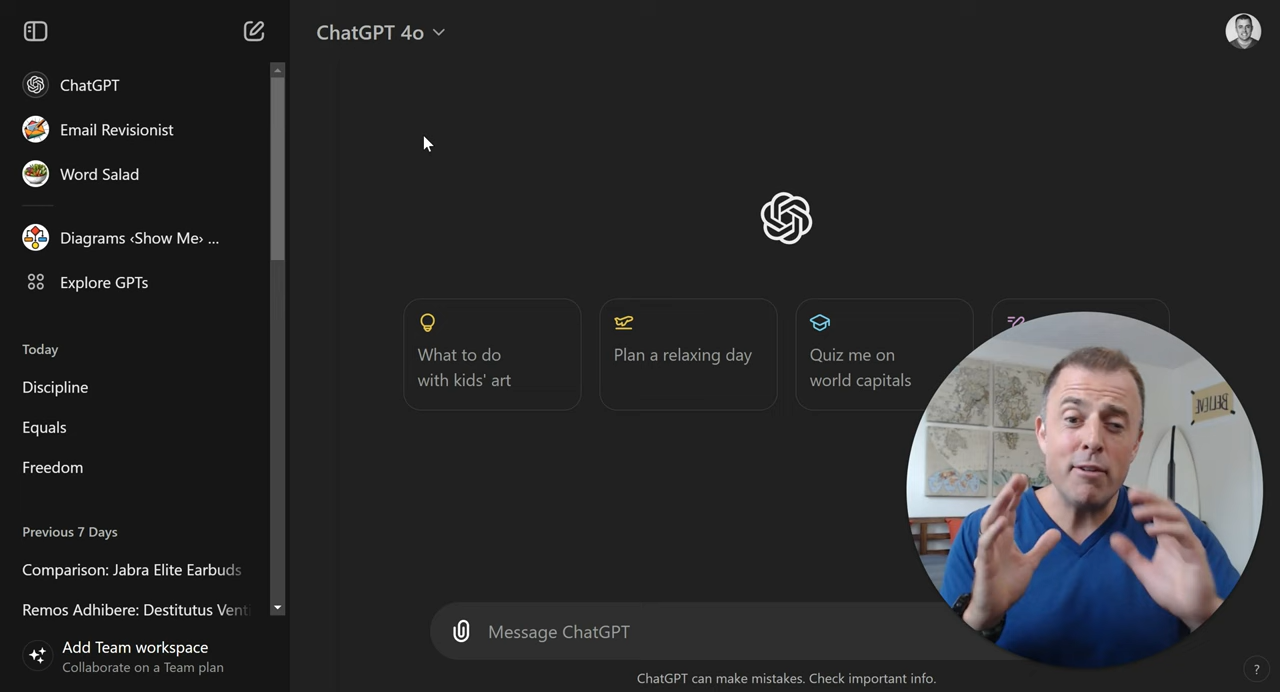 ChatGPT 4o
ChatGPT
Email Revisionist
Word Salad
Diagrams ‹Show Me› ...
Explore GPTs
Today
Discipline
Equals
Freedom
Previous 7 Days
Comparison: Jabra Elite Earbuds
Remos Adhibere: Destitutus Vent
Add Team workspace
Collaborate on a Team plan
What to do
with kids' art
Plan a relaxing day
Quiz me on
world capitals
BELIEVE
Message ChatGPT
ChatGPT can make mistakes. Check important info.
?